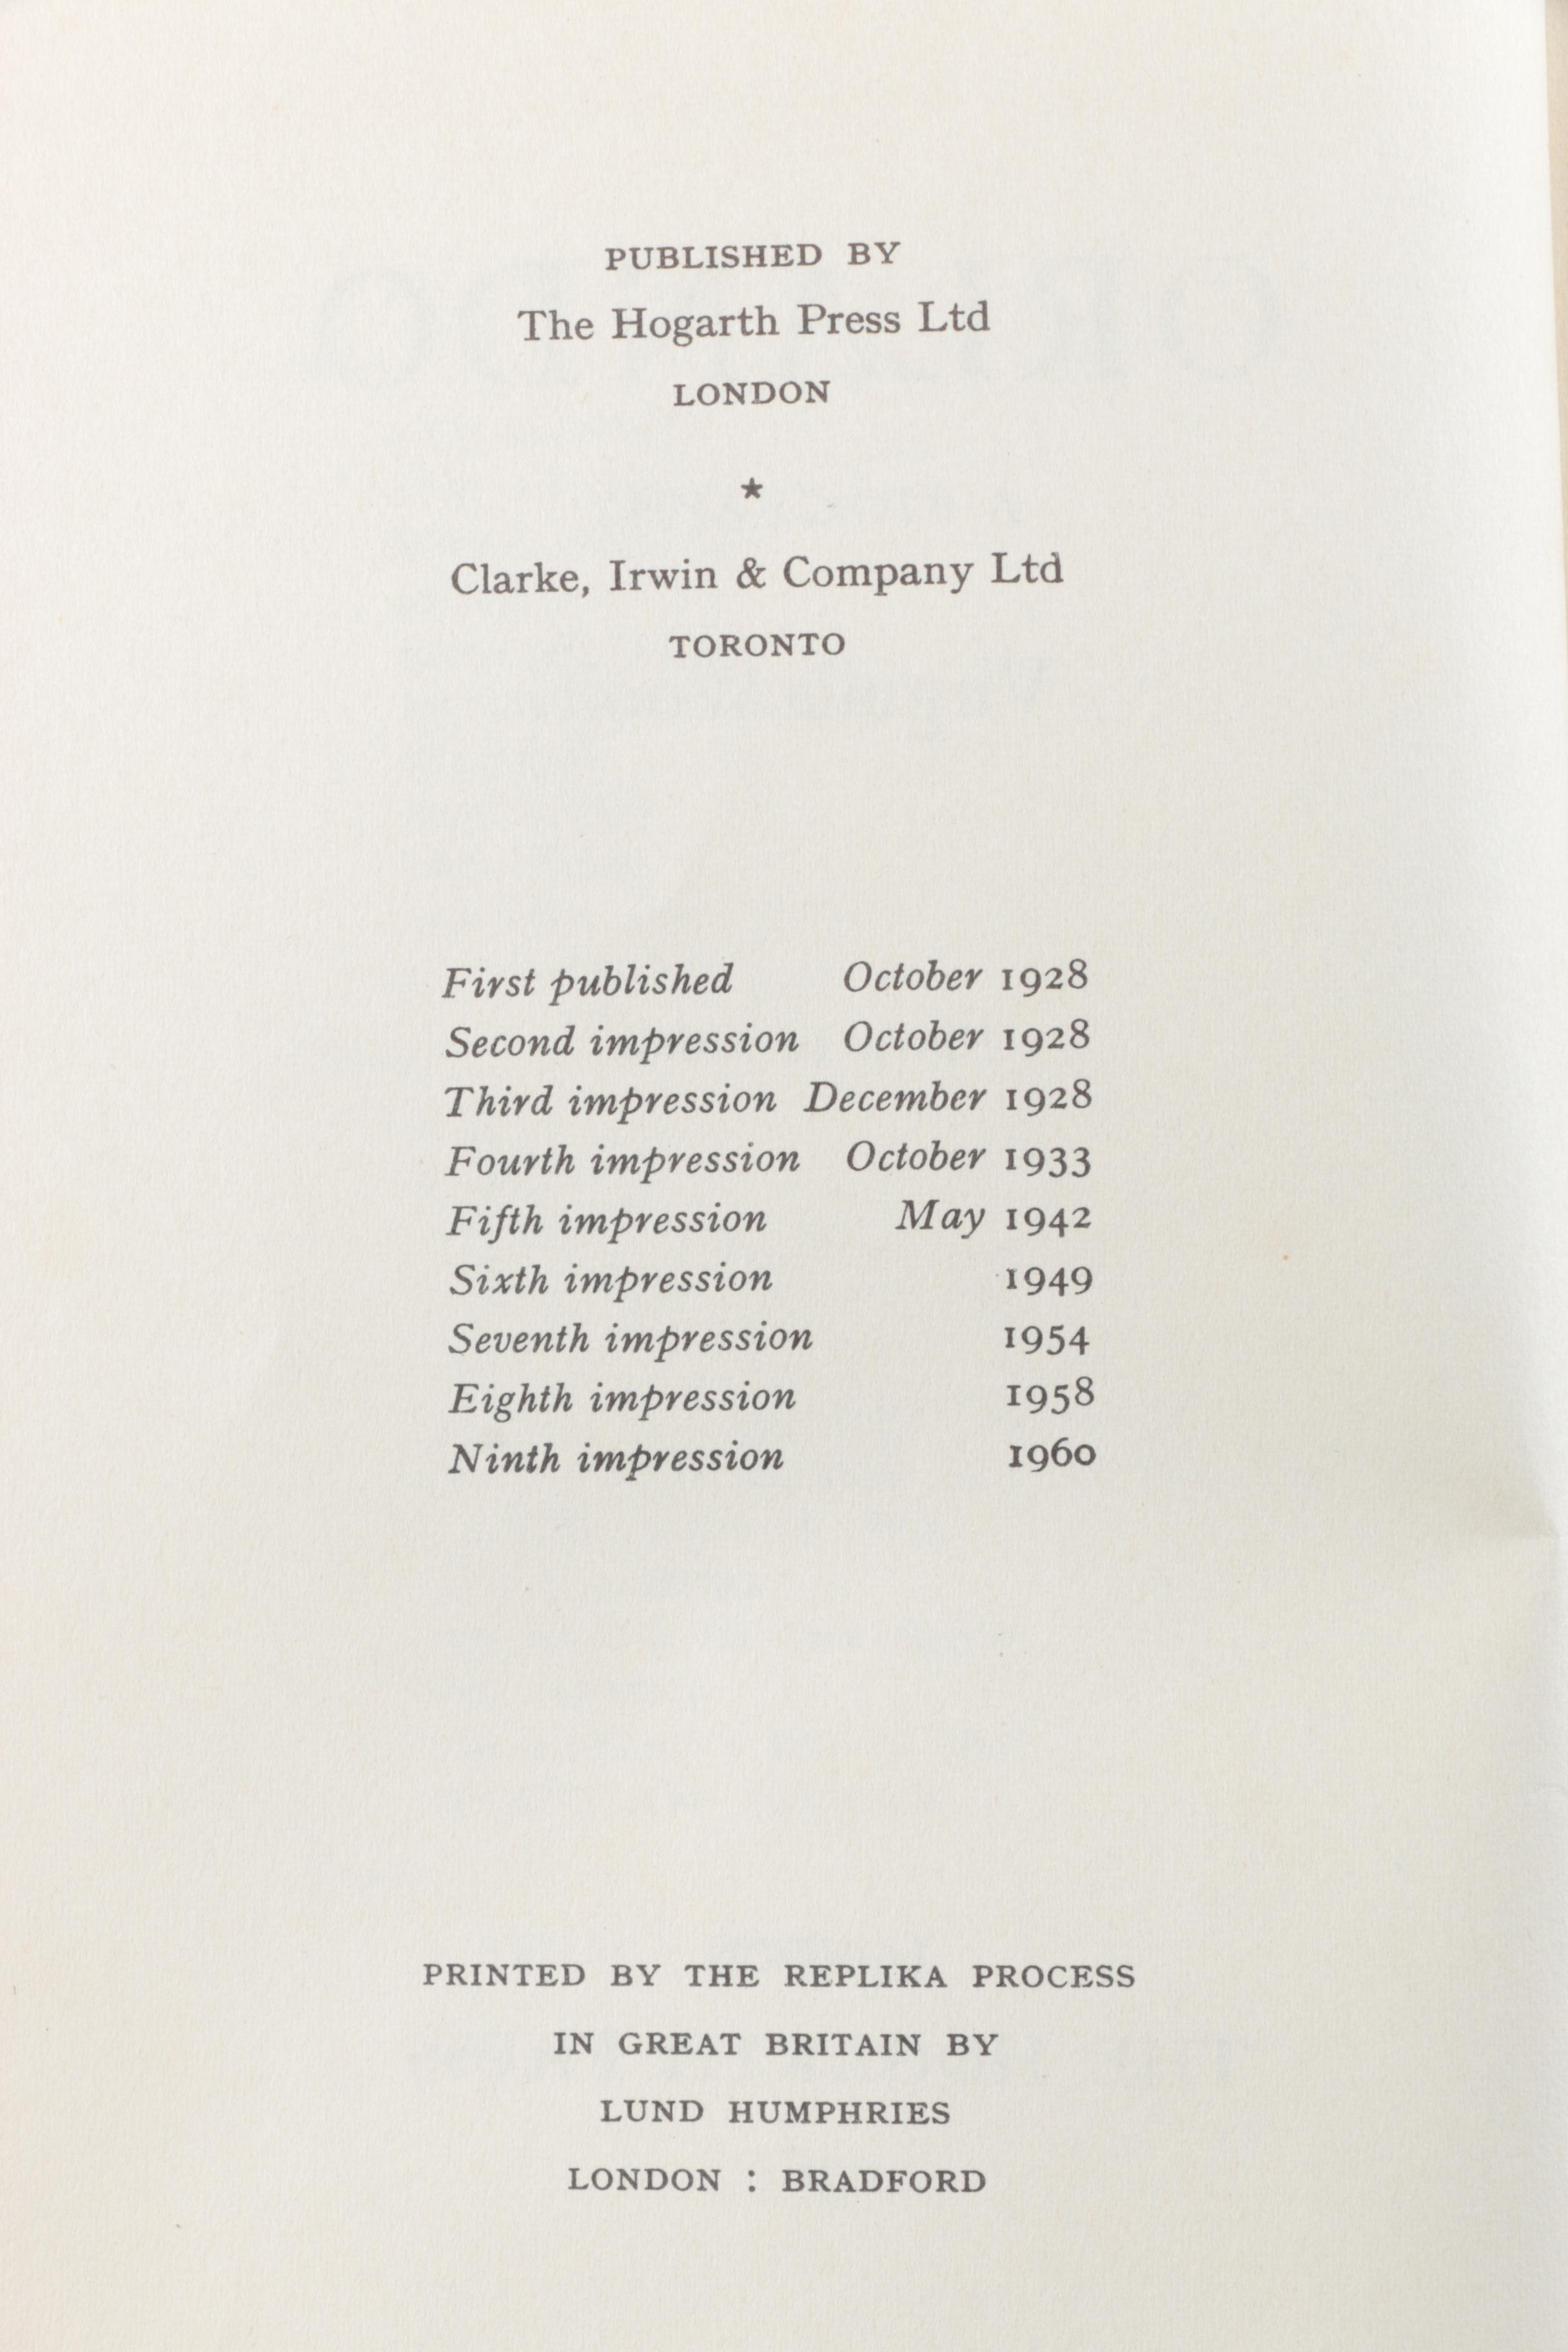 PUBLISHED BY
The Hogarth Press Ltd
LONDON
★
Clarke, Irwin & Company Ltd
TORONTO
First published October 1928
Second impression October 1928
Third impression December 1928
Fourth impression October 1933
Fifth impression May 1942
Sixth impression 1949
Seventh impression 1954
Eighth impression 1958
Ninth impression 1960
PRINTED BY THE REPLIKA PROCESS
IN GREAT BRITAIN BY
LUND HUMPHRIES
LONDON : BRADFORD